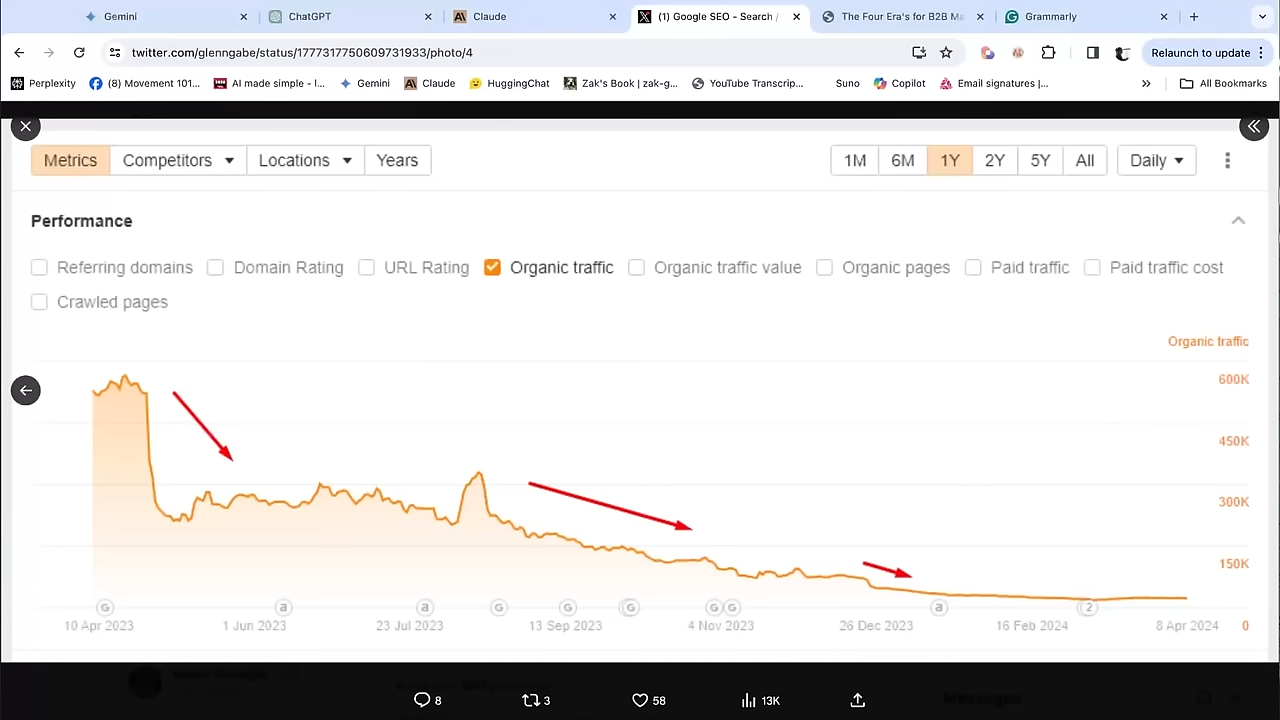 Gemini
ChatGPT
Claude
(1) Google SEO - Search /
The Four Era's for B2B Ma
Grammarly
twitter.com/glenngabe/status/1777317750609731933/photo/4
Relaunch to update
Perplexity
(8) Movement 101...
AI made simple - I...
Gemini
Claude
HuggingChat
Zak's Book | zak-g...
YouTube Transcrip...
Suno
Copilot
Email signatures |...
All Bookmarks
Metrics
Competitors
Locations
Years
1M
6M
1Y
2Y
5Y
All
Daily
Performance
Referring domains
Domain Rating
URL Rating
Organic traffic
Organic traffic value
Organic pages
Paid traffic
Paid traffic cost
Crawled pages
Organic traffic
600K
450K
300K
150K
G
a
a
G
G
G
G
G
a
2
10 Apr 2023
1 Jun 2023
23 Jul 2023
13 Sep 2023
4 Nov 2023
26 Dec 2023
16 Feb 2024
8 Apr 2024
0
Messages
8
3
58
13K